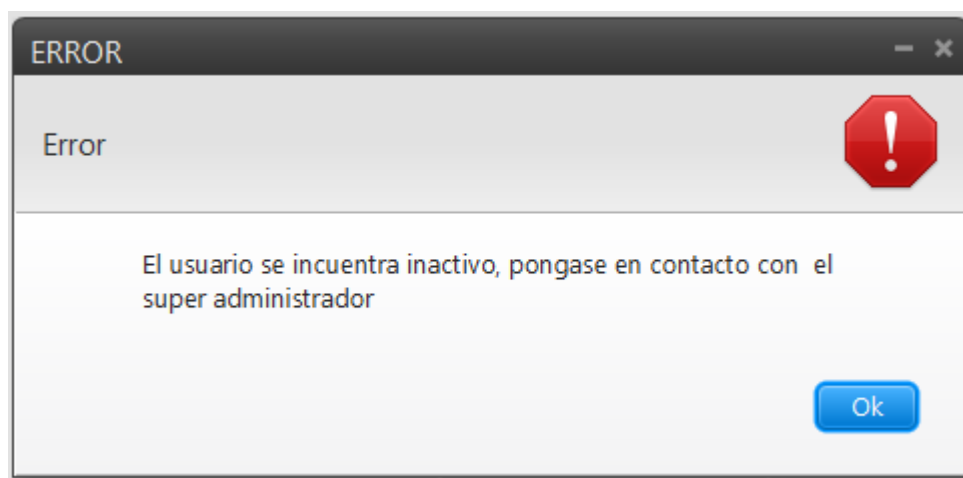 ERROR
Error
El usuario se incuentra inactivo, pongase en contacto con  el
super administrador
Ok